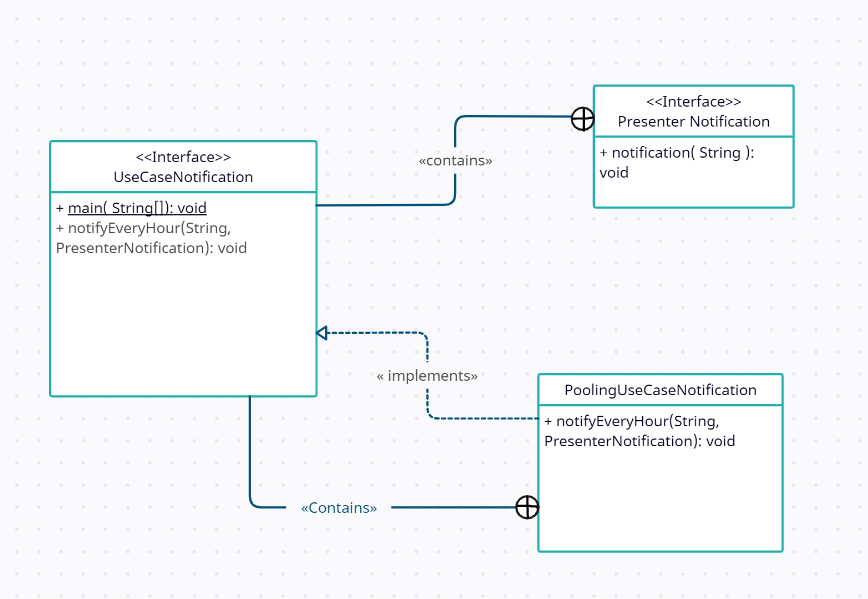 <<Interface>>
UseCaseNotification
+ main( String[]): void
+ notifyEveryHour(String,
PresenterNotification): void
«contains»
<<Interface>>
Presenter Notification
+ notification( String ):
void
« implements»
PoolingUseCaseNotification
+ notifyEveryHour(String,
PresenterNotification): void
«Contains»